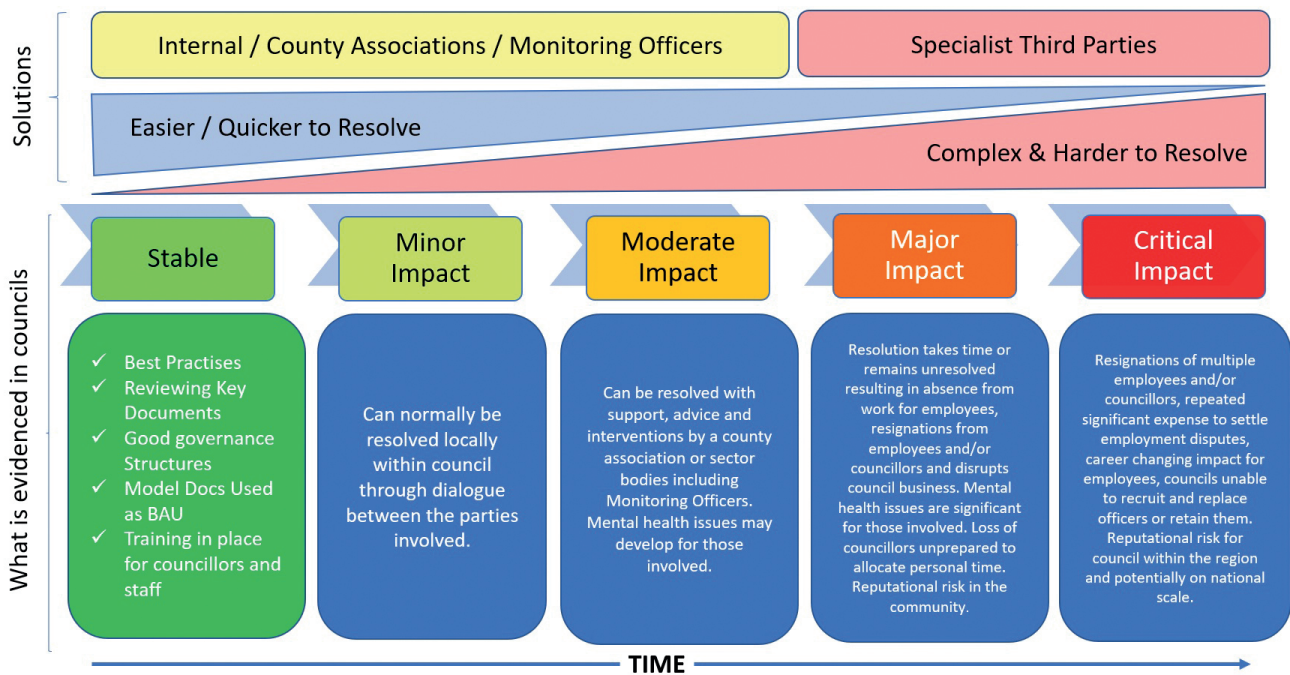 Solutions
Internal / County Associations / Monitoring Officers
Specialist Third Parties
Easier / Quicker to Resolve
Complex & Harder to Resolve
What is evidenced in councils
Stable
Minor
Impact
Moderate
Impact
Major
Impact
Critical
Impact
✓ Best Practises
✓ Reviewing Key
Documents
✓ Good governance
Structures
✓ Model Docs Used
as BAU
✓ Training in place
for councillors and
staff
Can normally be
resolved locally
within council
through dialogue
between the parties
involved.
Can be resolved with
support, advice and
interventions by a county
association or sector
bodies including
Monitoring Officers.
Mental health issues may
develop for those
involved.
Resolution takes time or
remains unresolved
resulting in absence from
work for employees,
resignations from
employees and/or
councillors and disrupts
council business. Mental
health issues are significant
for those involved. Loss of
councillors unprepared to
allocate personal time.
Reputational risk in the
community.
Resignations of multiple
employees and/or
councillors, repeated
significant expense to settle
employment disputes,
career changing impact for
employees, councils unable
to recruit and replace
officers or retain them.
Reputational risk for
council within the region
and potentially on national
scale.
TIME